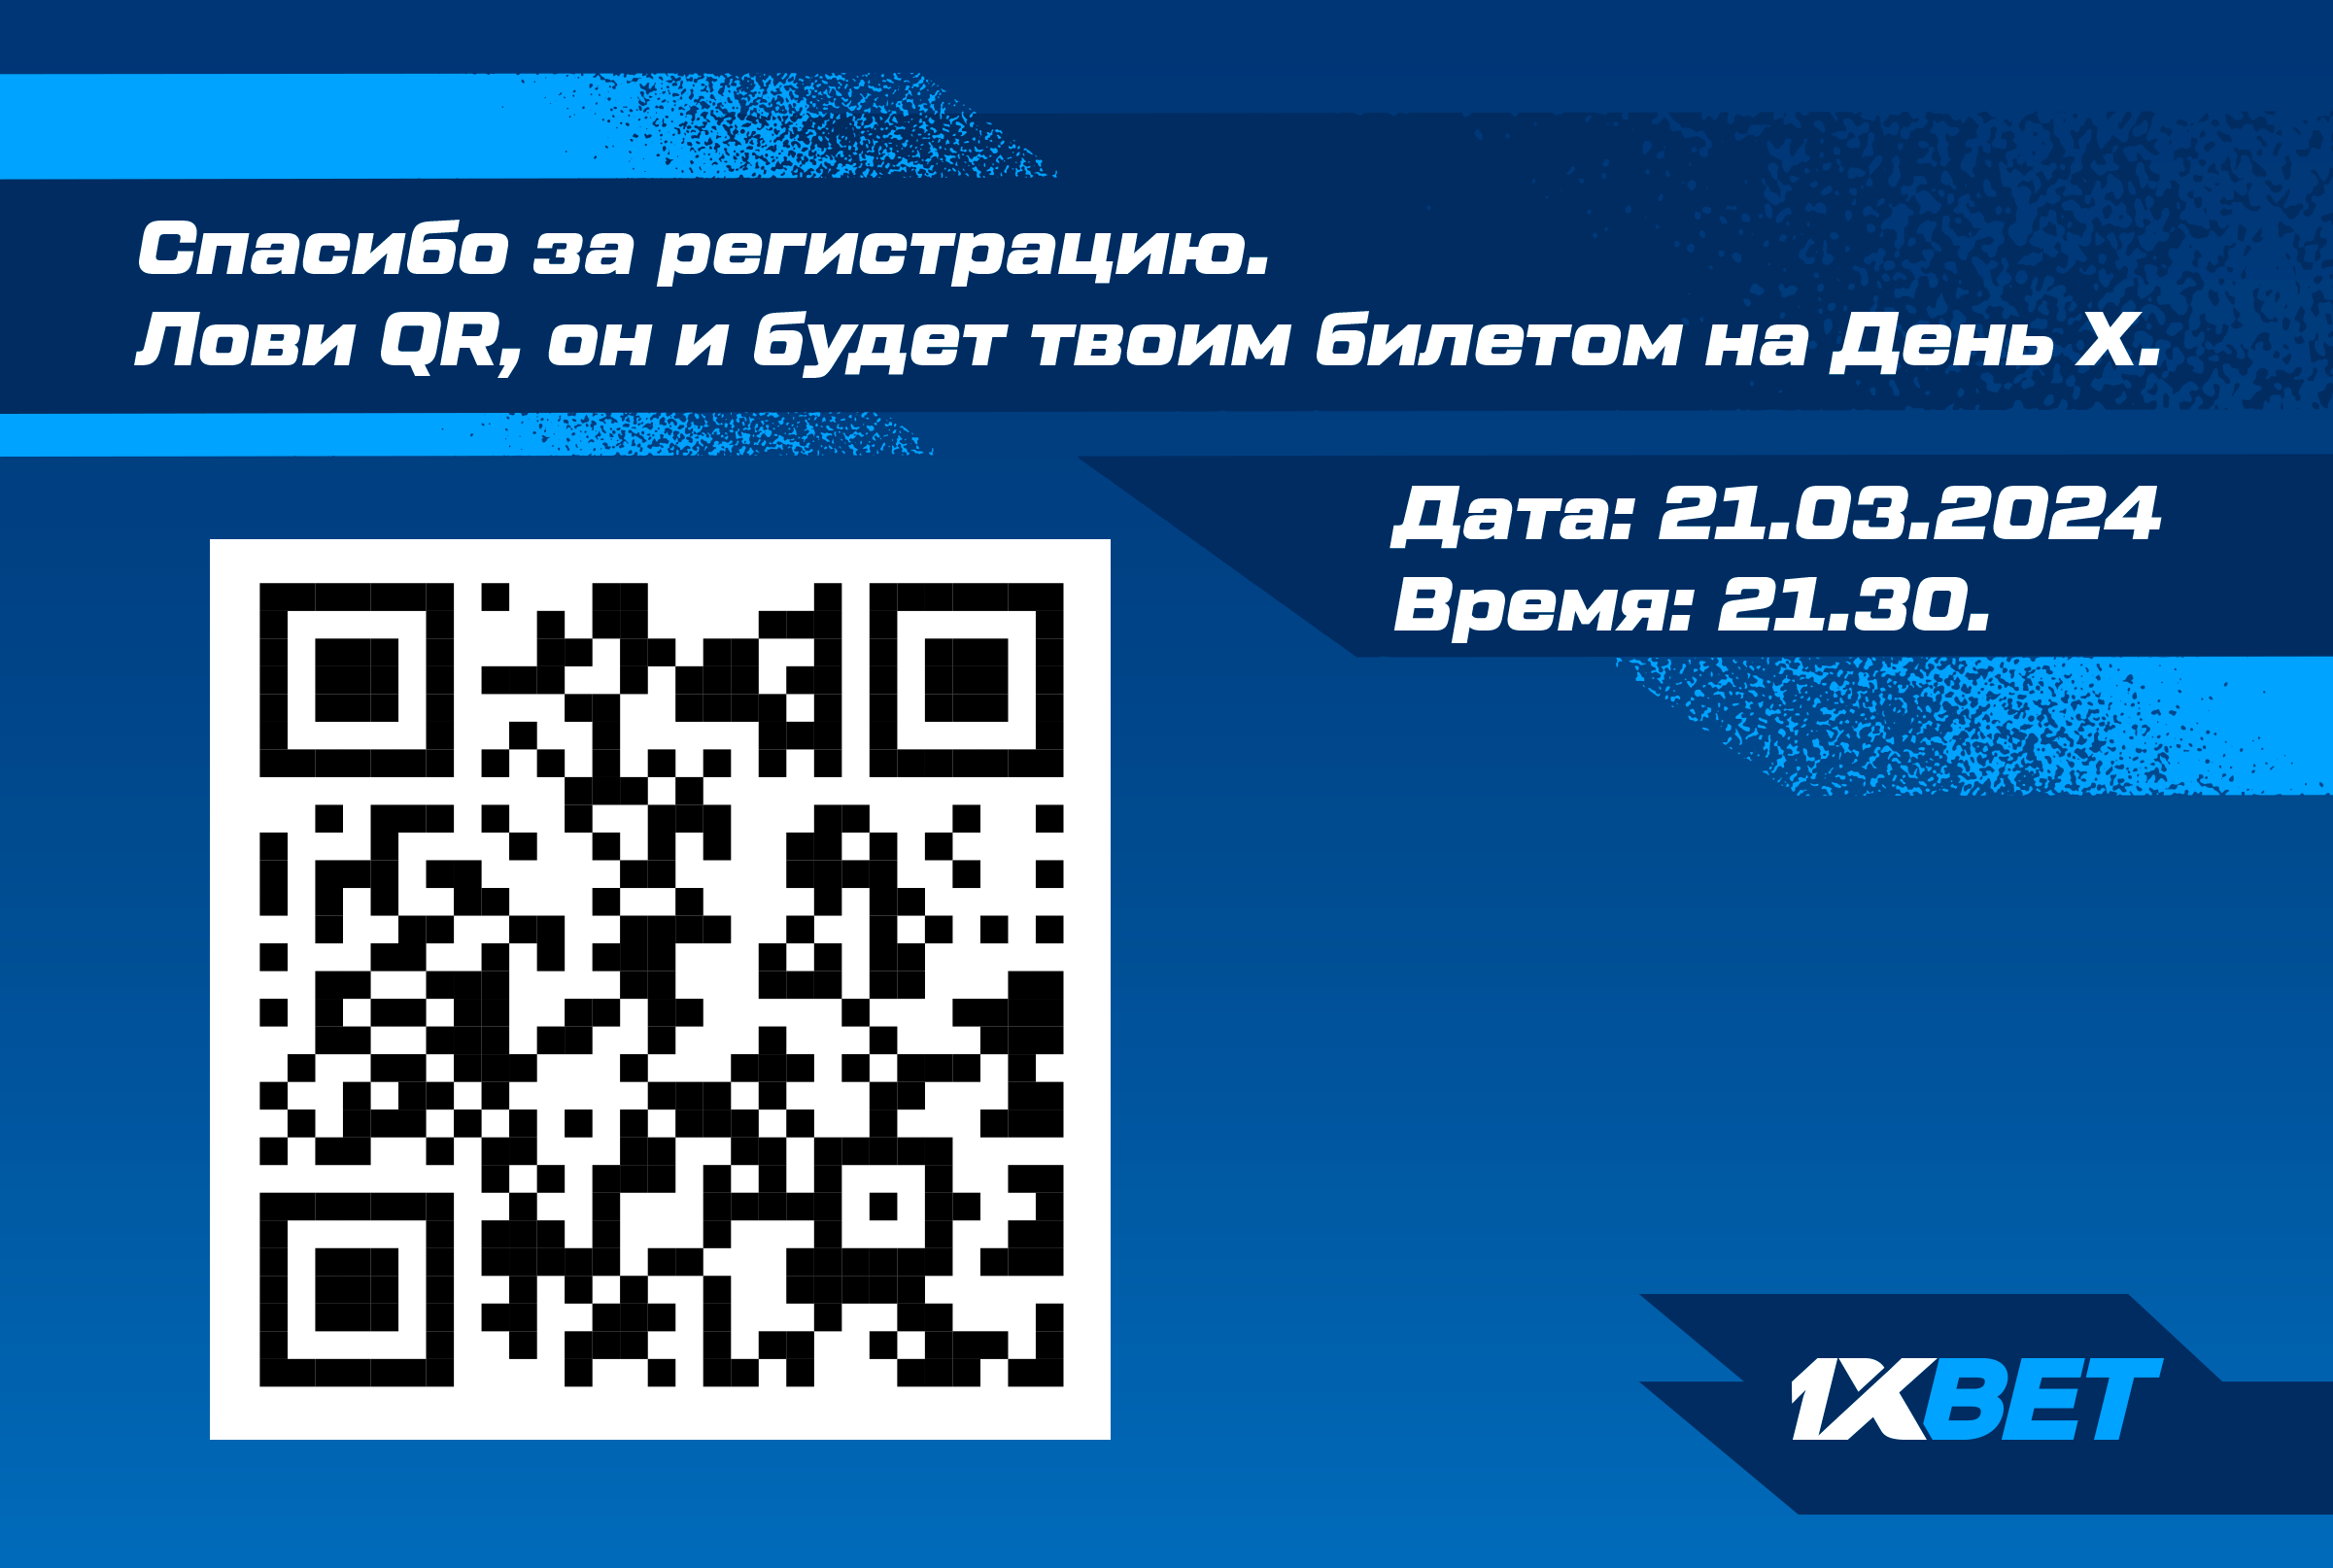 Спасибо за регистрацию.
Лови QR, он и будет твоим билетом на День X.
Дата: 21.03.2024
Время: 21.30.
1XBET